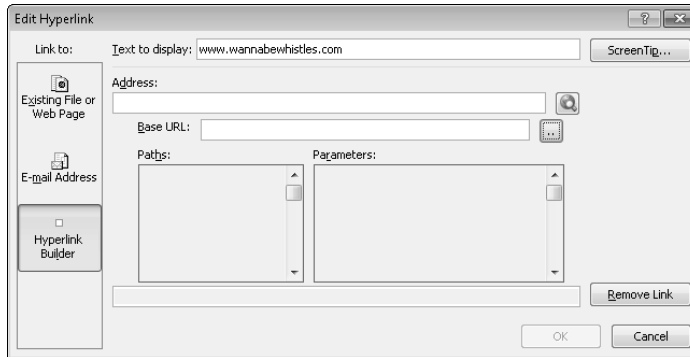 Edit Hyperlink
?
Link to:
Text to display: www.wannabewhistles.com
ScreenTip...
Existing File or
Web Page
Address:
Base URL:
..
E-mail Address
Paths:
Parameters:
Hyperlink
Builder
Remove Link
OK
Cancel